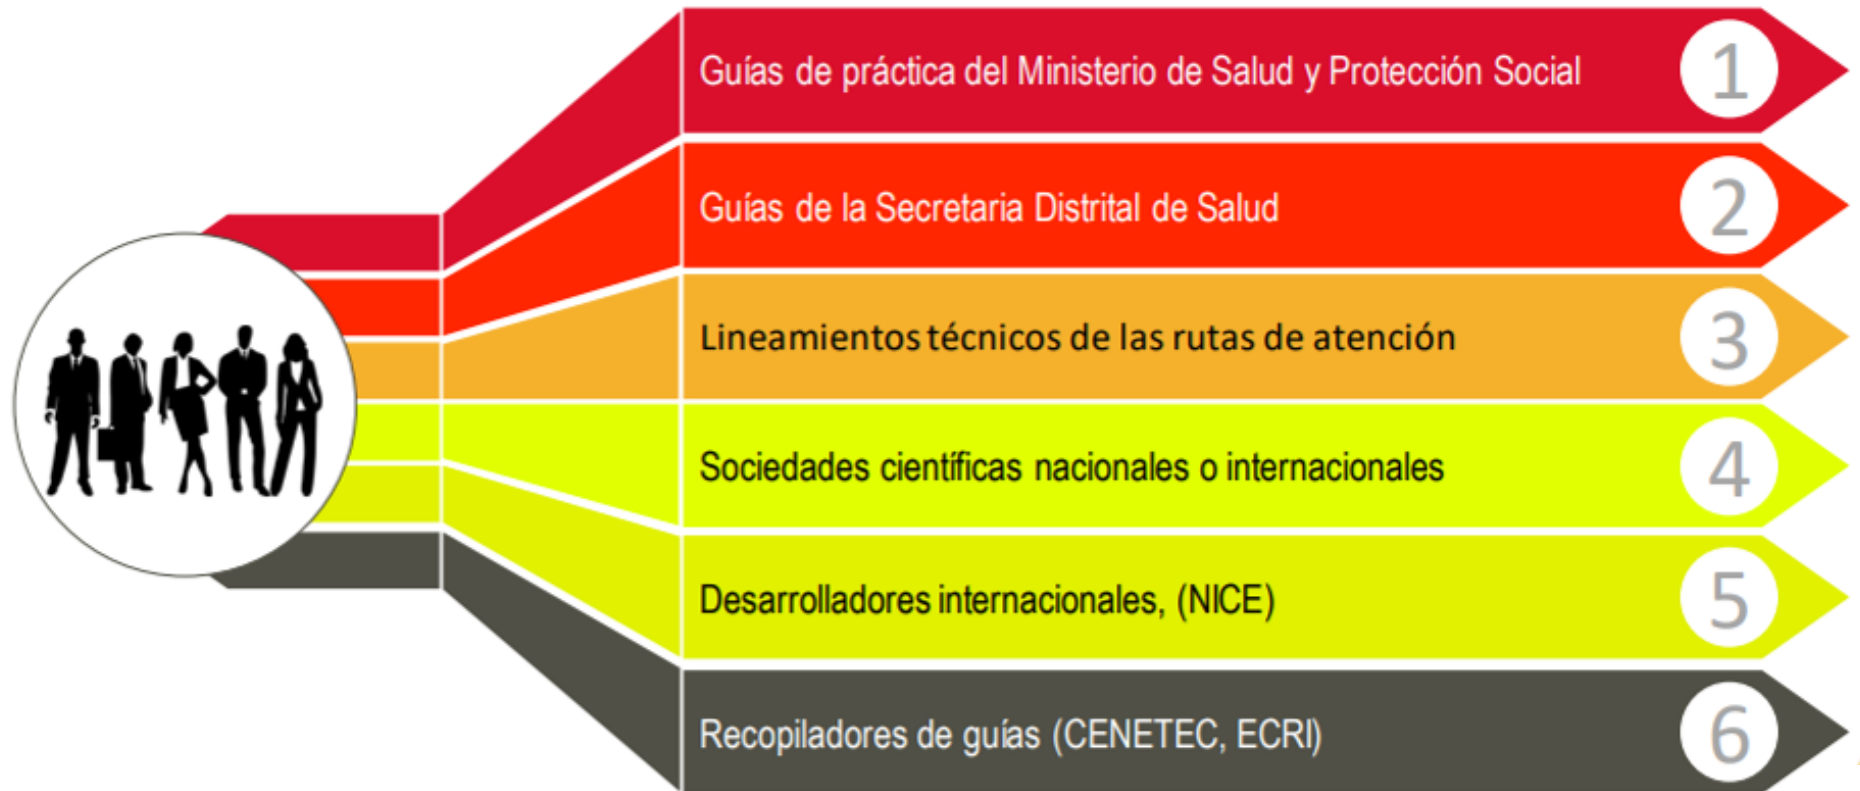 Guías de práctica del Ministerio de Salud y Protección Social 1
Guías de la Secretaria Distrital de Salud 2
Lineamientos técnicos de las rutas de atención 3
Sociedades científicas nacionales o internacionales 4
Desarrolladores internacionales, (NICE) 5
Recopiladores de guías (CENETEC, ECRI) 6